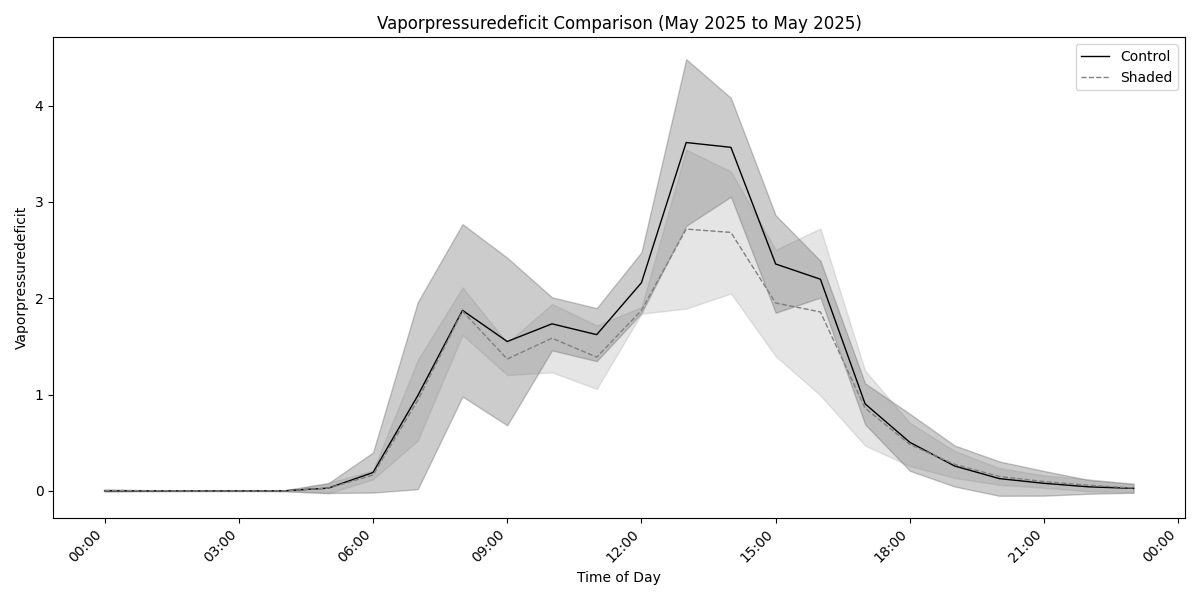 Vaporpressuredeficit Comparison (May 2025 to May 2025)
Control
Shaded
Vaporpressuredeficit
4
3
2
1
0
00:00
03:00
06:00
09:00
12:00
15:00
18:00
21:00
00:00
Time of Day